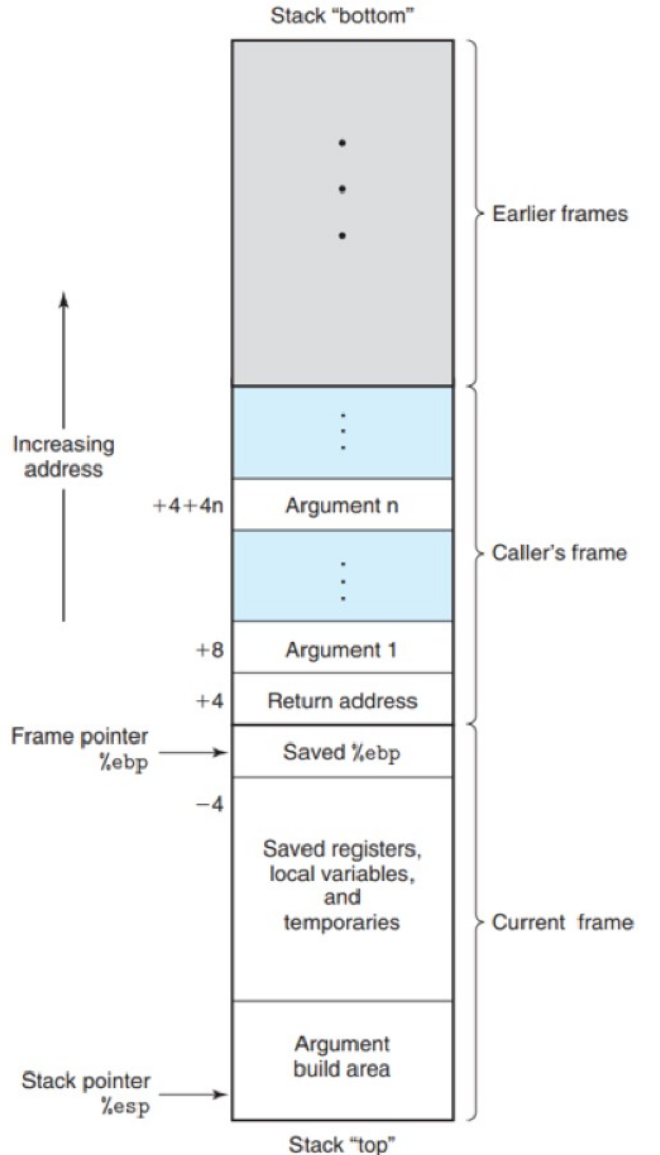 Stack “bottom”
Earlier frames
Increasing
address
+4+4n
Argument n
Caller’s frame
+8
Argument 1
+4
Return address
Frame pointer
%ebp
Saved %ebp
−4
Saved registers,
local variables,
and
temporaries
Current frame
Argument
build area
Stack pointer
%esp
Stack “top”